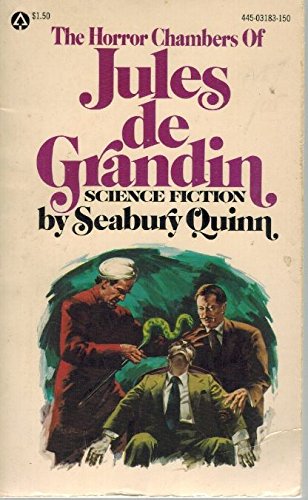 $1.50
445-03183-150
The Horror Chambers Of
Jules
de
Grandin
SCIENCE FICTION
by Seabury Quinn